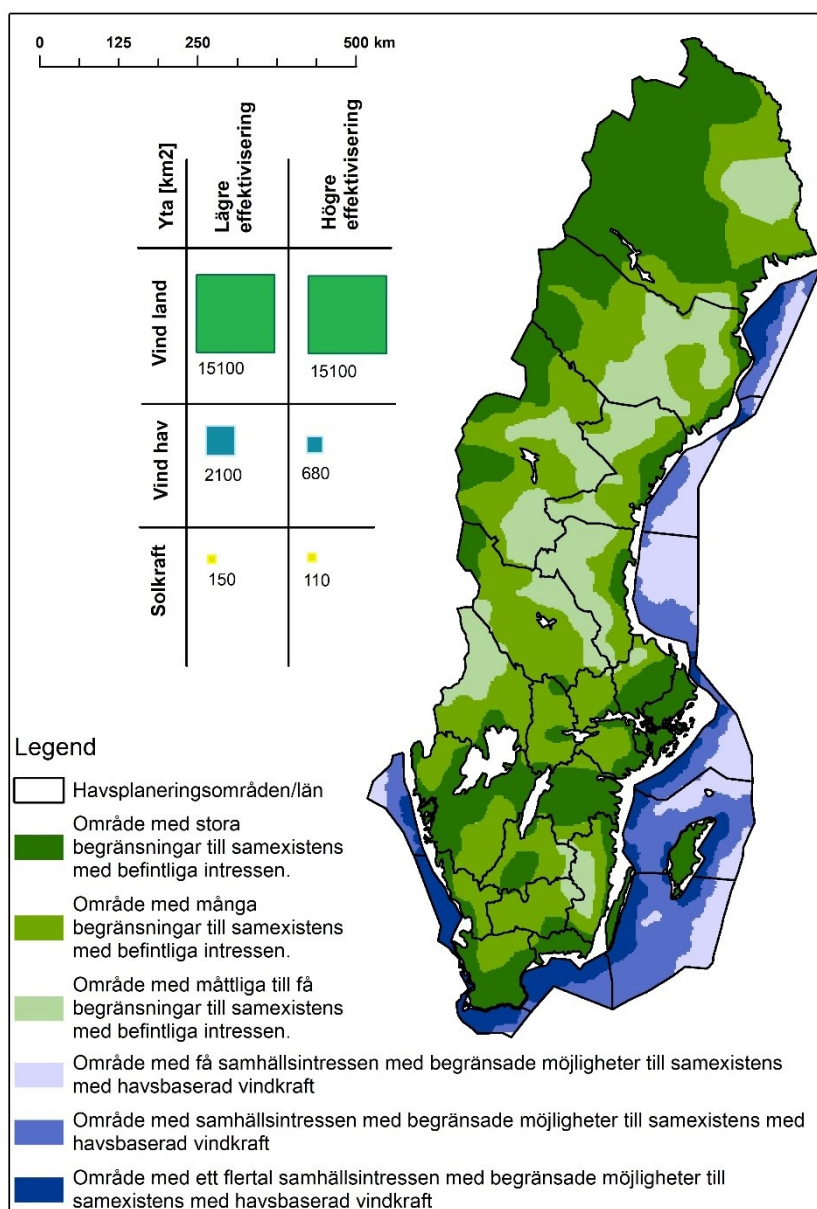 0 125 250 500 km
Yta [km2]
Lägre
effektivisering
Högre
effektivisering
Vind land
15100
15100
Vind hav
2100
680
Solkraft
150
110
Legend
Havsplaneringsområden/län
Område med stora
begränsningar till samexistens
med befintliga intressen.
Område med många
begränsningar till samexistens
med befintliga intressen.
Område med måttliga till få
begränsningar till samexistens
med befintliga intressen.
Område med få samhällsintressen med begränsade möjligheter till samexistens
med havsbaserad vindkraft
Område med samhällsintressen med begränsade möjligheter till samexistens med
havsbaserad vindkraft
Område med ett flertal samhällsintressen med begränsade möjligheter till
samexistens med havsbaserad vindkraft